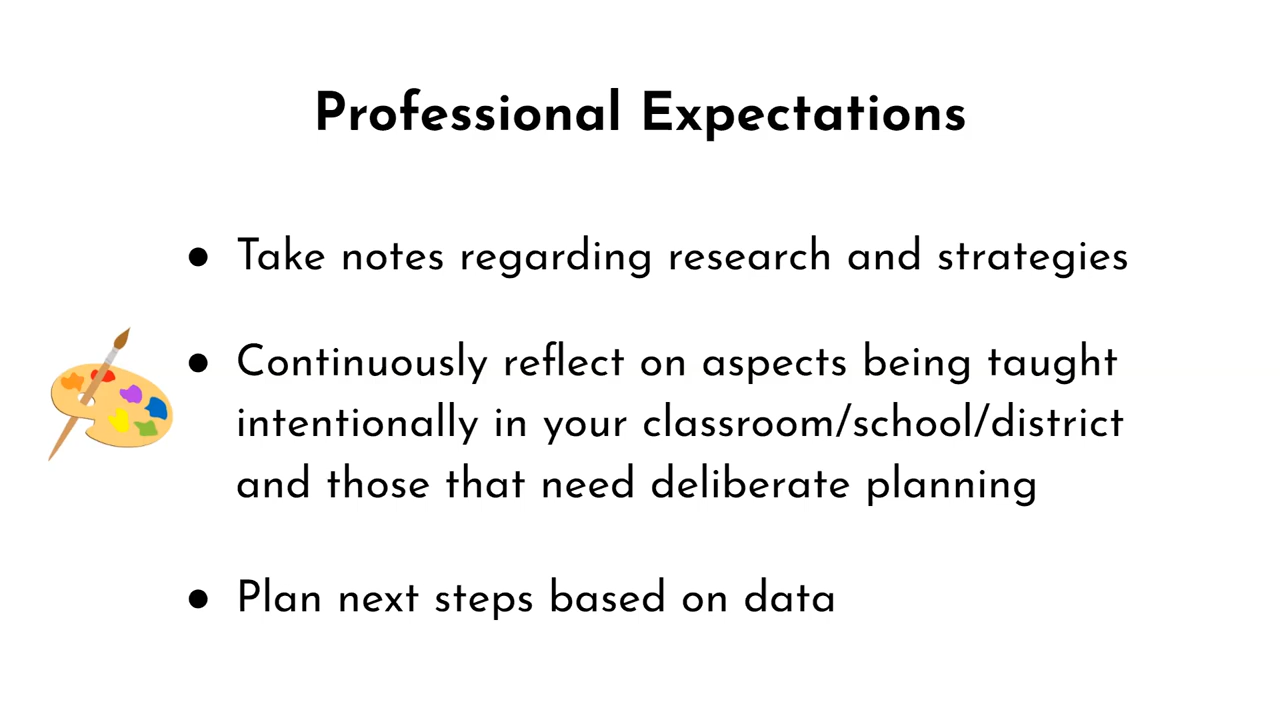 Professional Expectations
● Take notes regarding research and strategies
● Continuously reflect on aspects being taught
intentionally in your classroom/school/district
and those that need deliberate planning
● Plan next steps based on data